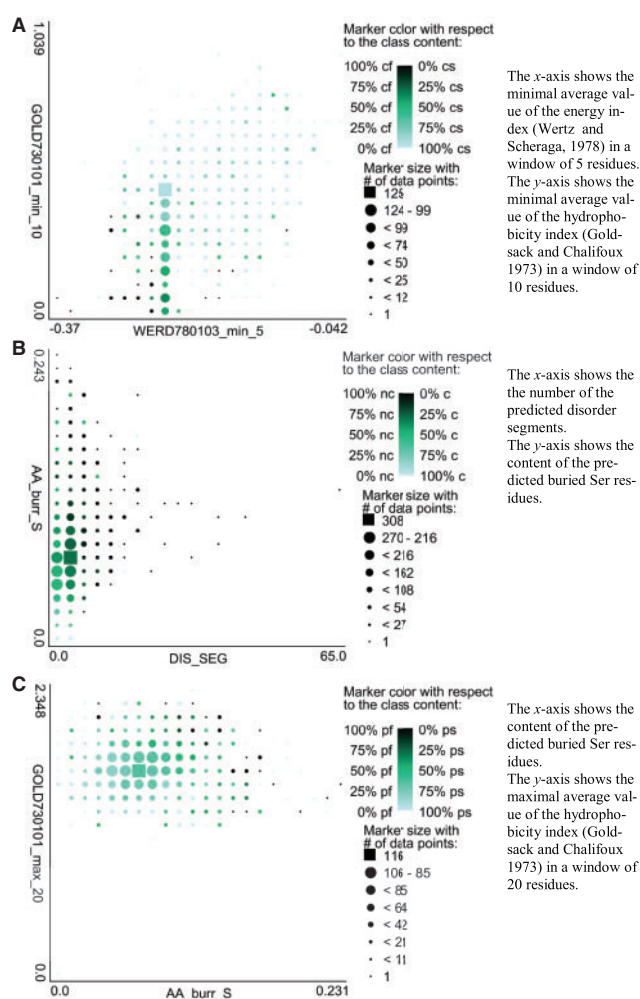 A
1.039
GOLD730101_min_10
0.0
-0.37
WERD780103_min_5
-0.042
Marker color with respect
to the class content:
100% cf 0% cs
75% cf 25% cs
50% cf 50% cs
25% cf 75% cs
0% cf 100% cs
Marker size with
# of data points:
125
124 - 99
< 99
< 74
< 50
< 25
< 12
1
The x-axis shows the
minimal average val-
ue of the energy in-
dex (Wertz and
Scheraga, 1978) in a
window of 5 residues.
The y-axis shows the
minimal average val-
ue of the hydropho-
bicity index (Gold-
sack and Chalifoux
1973) in a window of
10 residues.
B
0.243
AA_burr_S
0.0
0.0
DIS_SEG
65.0
Marker color with respect
to the class content:
100% nc 0% c
75% nc 25% c
50% nc 50% c
25% nc 75% c
0% nc 100% c
Marker size with
# of data points:
308
270 - 216
< 216
< 162
< 108
< 54
< 27
1
The x-axis shows the
the number of the
predicted disorder
segments.
The y-axis shows the
content of the pre-
dicted buried Ser res-
idues.
C
2.348
GOLD730101_max_20
0.0
0.0
AA_burr_S
0.231
Marker color with respect
to the class content:
100% pf 0% ps
75% pf 25% ps
50% pf 50% ps
25% pf 75% ps
0% pf 100% ps
Marker size with
# of data points:
116
106 - 85
< 85
< 64
< 42
< 21
< 11
1
The x-axis shows the
content of the pre-
dicted buried Ser res-
idues.
The y-axis shows the
maximal average val-
ue of the hydropho-
bicity index (Gold-
sack and Chalifoux
1973) in a window of
20 residues.